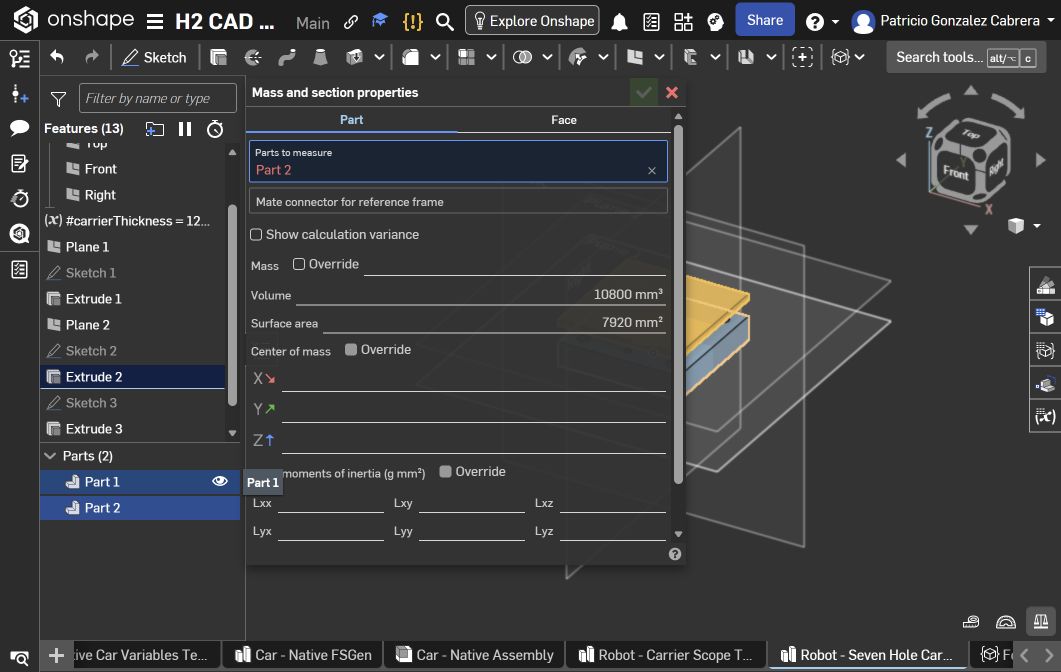 onshape H2 CAD ... Main Explore Onshape Share Patricio Gonzalez Cabrera
Sketch Search tools... alt/⌥ c
Filter by name or type
Features (13)
Top
Front
Right
(x) #carrierThickness = 12...
Plane 1
Sketch 1
Extrude 1
Plane 2
Sketch 2
Extrude 2
Sketch 3
Extrude 3
Parts (2)
Part 1
Part 2
Part 1
Mass and section properties
Part Face
Parts to measure
Part 2
Mate connector for reference frame
Show calculation variance
Mass Override
Volume 10800 mm³
Surface area 7920 mm²
Center of mass Override
X
Y
Z
moments of inertia (g mm²) Override
Lxx Lxy Lxz
Lyx Lyy Lyz
Z
Top
Y
Front Right
X
ive Car Variables Te... Car - Native FSGen Car - Native Assembly Robot - Carrier Scope T... Robot - Seven Hole Car...